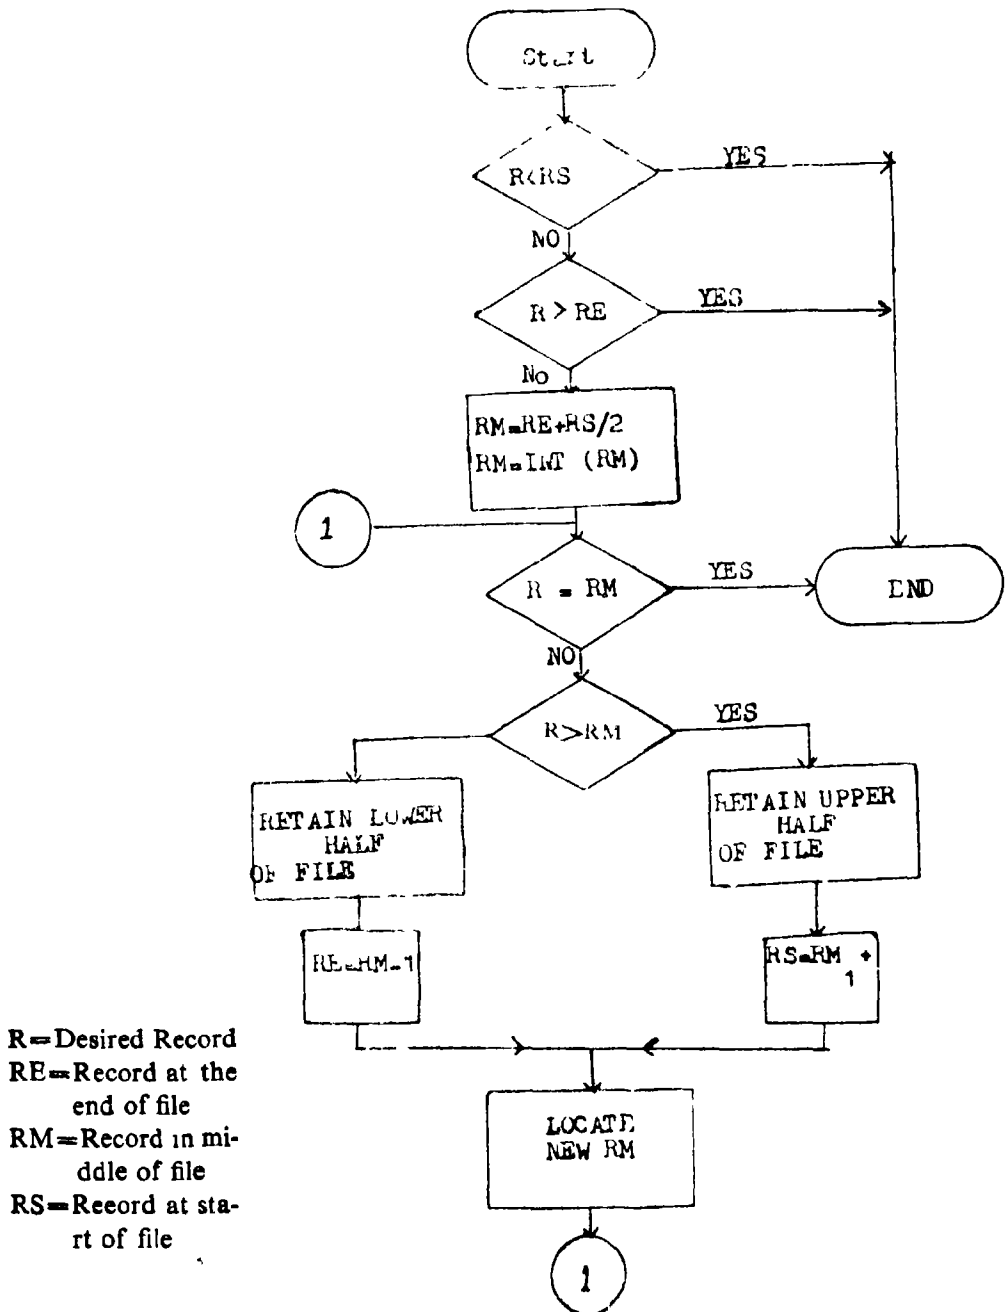 Start
R<RS
YES
NO
R > RE
YES
No
RM=RE+RS/2
RM=INT (RM)
1
R = RM
YES
END
NO
R>RM
YES
RETAIN LOWER
HALF
OF FILE
RETAIN UPPER
HALF
OF FILE
RE=RM-1
RS=RM +
1
R=Desired Record
RE=Record at the
end of file
RM=Record in mi-
ddle of file
RS=Reeord at sta-
rt of file
LOCATE
NEW RM
1